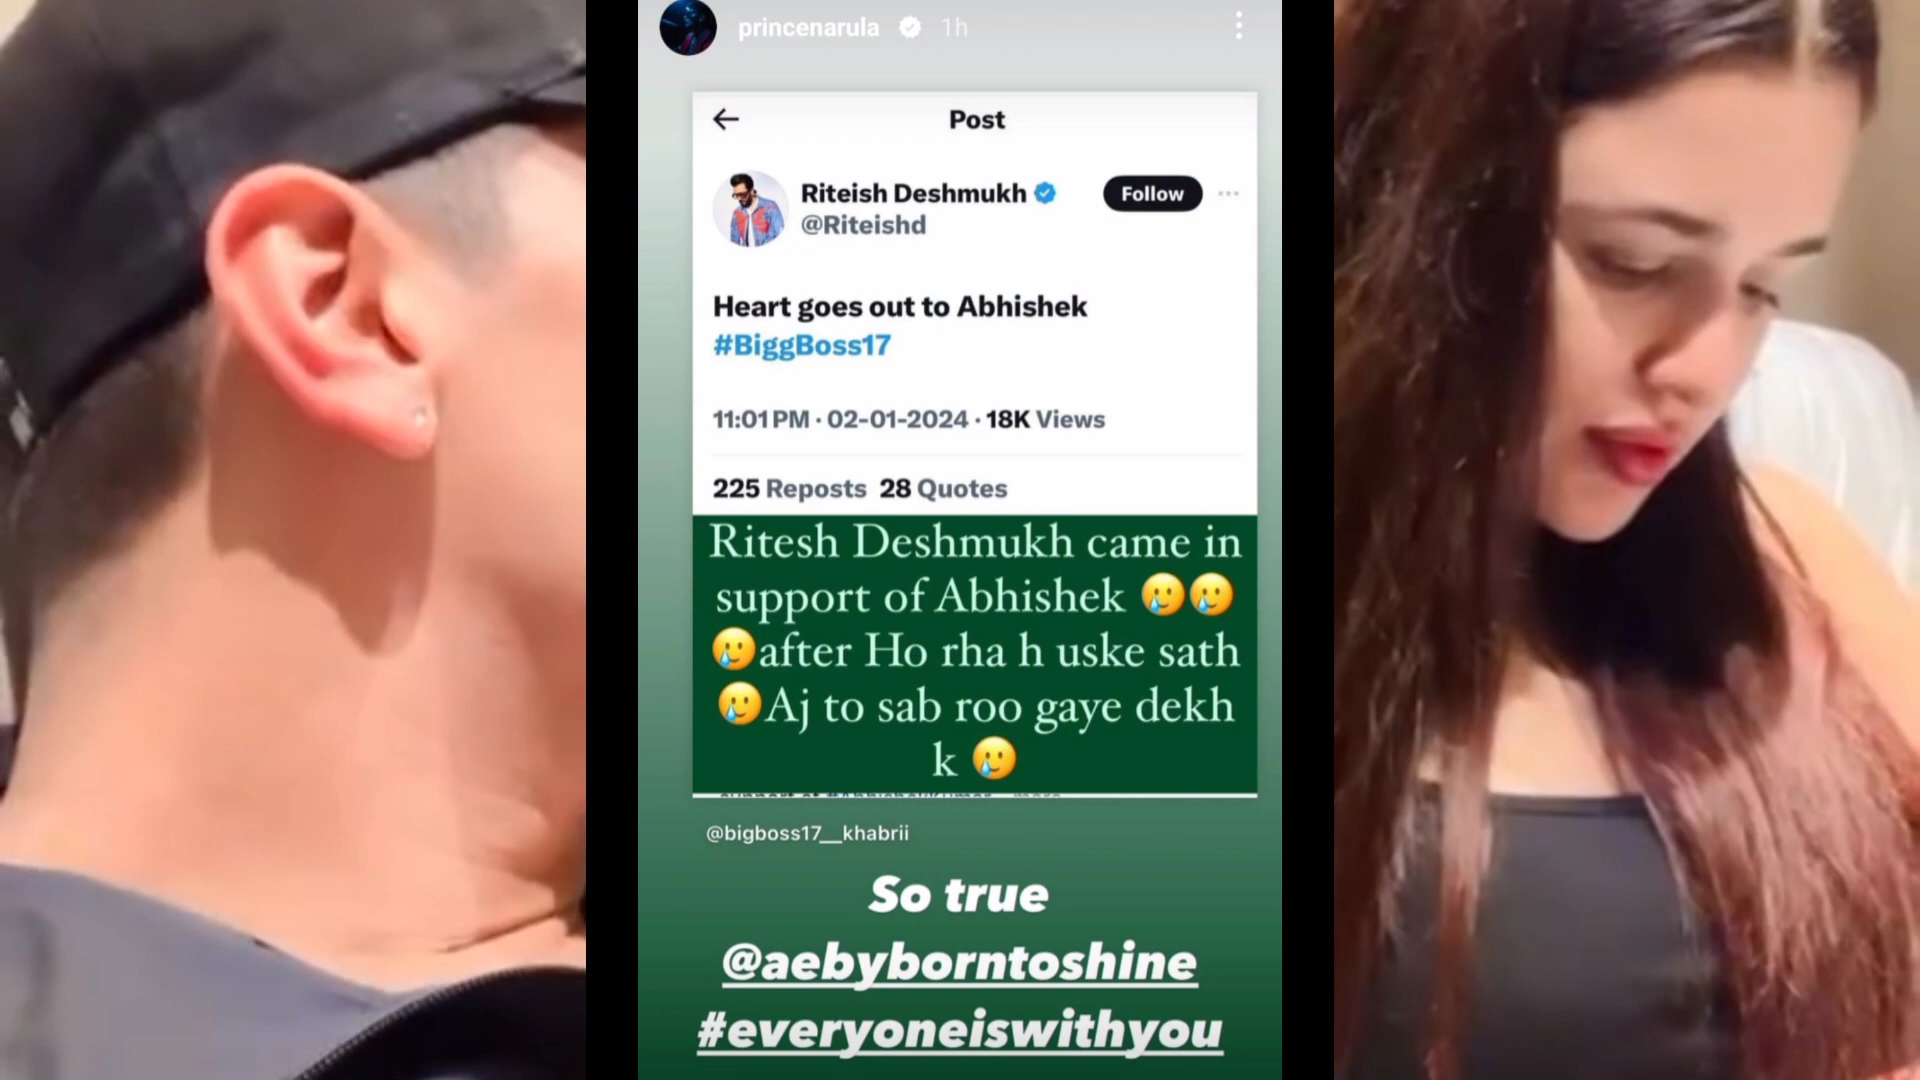 princenarula 1h
Post
Riteish Deshmukh
Follow
@Riteishd
Heart goes out to Abhishek
#BiggBoss17
11:01 PM · 02-01-2024 · 18K Views
225 Reposts 28 Quotes
Ritesh Deshmukh came in
support of Abhishek 🥲🥲
🥲after Ho rha h uske sath
🥲Aj to sab roo gaye dekh
k 🥲
@bigboss17__khabrii
So true
@aebyborntoshine
#everyoneiswithyou